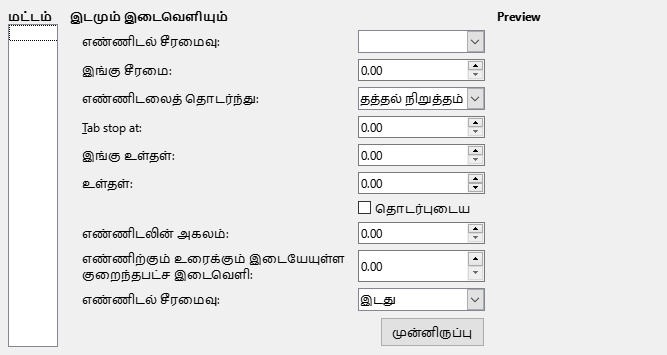 மட்டம் இடமும் இடைவெளியும் Preview
எண்ணிடல் சீரமைவு:
இங்கு சீரமை: 0.00
எண்ணிடலைத் தொடர்ந்து: தத்தல் நிறுத்தம்
Tab stop at: 0.00
இங்கு உள்தள்: 0.00
உள்தள்: 0.00
தொடர்புடைய
எண்ணிடலின் அகலம்: 0.00
எண்ணிற்கும் உரைக்கும் இடையேயுள்ள
குறைந்தபட்ச இடைவெளி: 0.00
எண்ணிடல் சீரமைவு: இடது
முன்னிருப்பு